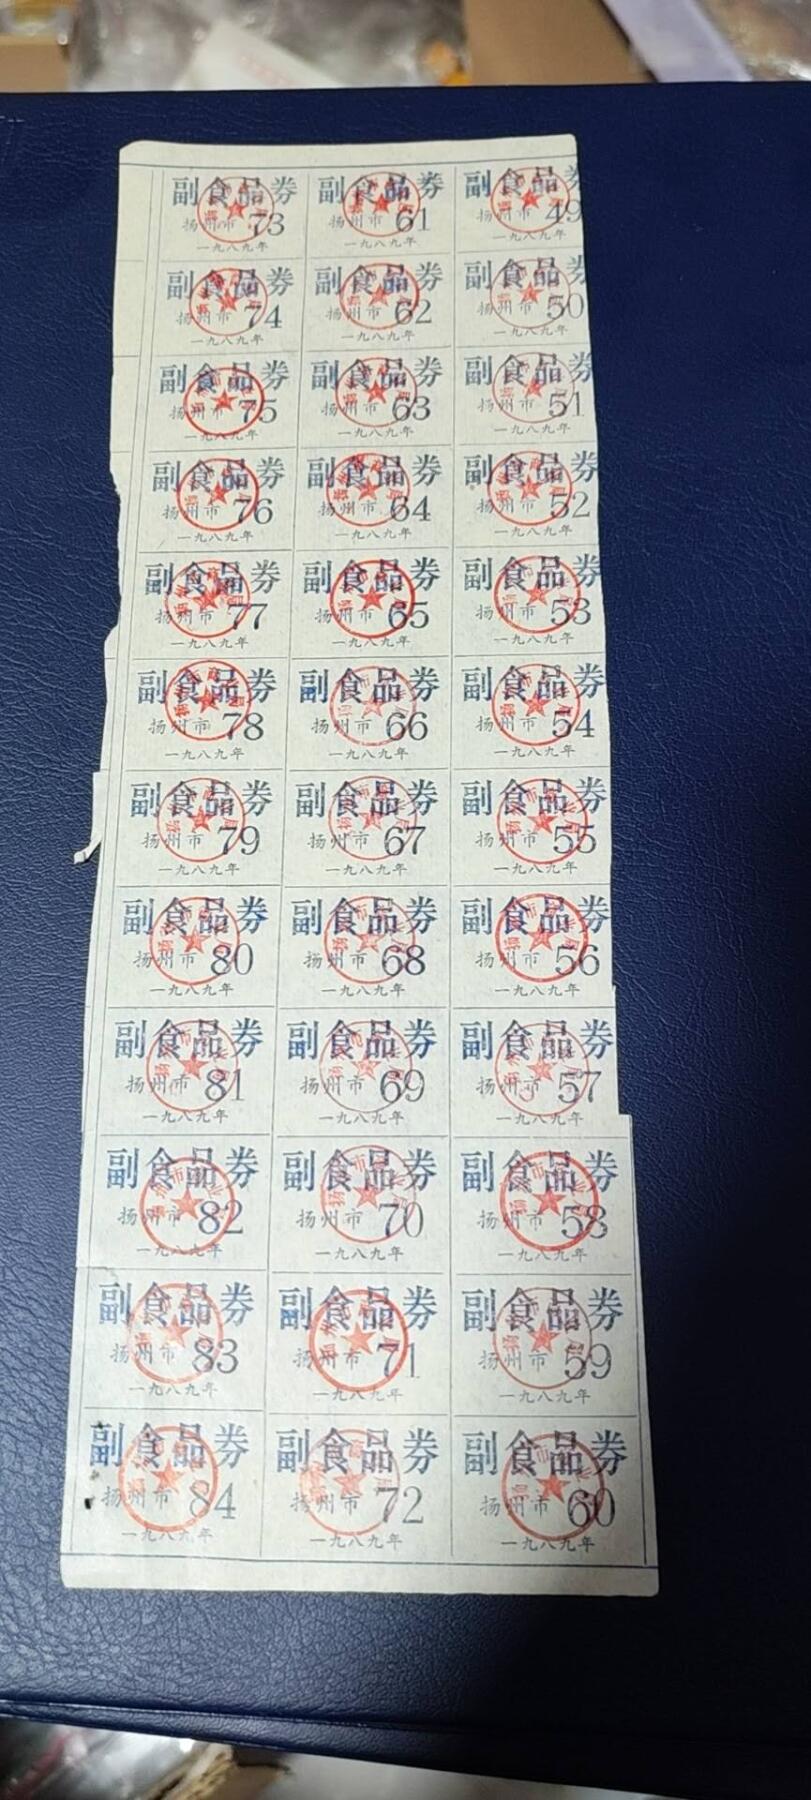 副食品券 副食品券 副食品券
扬州市 73 扬州市 61 扬州市 49
一九八九年 一九八九年 一九八九年
副食品券 副食品券 副食品券
扬州市 74 扬州市 62 扬州市 50
一九八九年 一九八九年 一九八九年
副食品券 副食品券 副食品券
扬州市 75 扬州市 63 扬州市 51
一九八九年 一九八九年 一九八九年
副食品券 副食品券 副食品券
扬州市 76 扬州市 64 扬州市 52
一九八九年 一九八九年 一九八九年
副食品券 副食品券 副食品券
扬州市 77 扬州市 65 扬州市 53
一九八九年 一九八九年 一九八九年
副食品券 副食品券 副食品券
扬州市 78 扬州市 66 扬州市 54
一九八九年 一九八九年 一九八九年
副食品券 副食品券 副食品券
扬州市 79 扬州市 67 扬州市 55
一九八九年 一九八九年 一九八九年
副食品券 副食品券 副食品券
扬州市 80 扬州市 68 扬州市 56
一九八九年 一九八九年 一九八九年
副食品券 副食品券 副食品券
扬州市 81 扬州市 69 扬州市 57
一九八九年 一九八九年 一九八九年
副食品券 副食品券 副食品券
扬州市 82 扬州市 70 扬州市 58
一九八九年 一九八九年 一九八九年
副食品券 副食品券 副食品券
扬州市 83 扬州市 71 扬州市 59
一九八九年 一九八九年 一九八九年
副食品券 副食品券 副食品券
扬州市 84 扬州市 72 扬州市 60
一九八九年 一九八九年 一九八九年